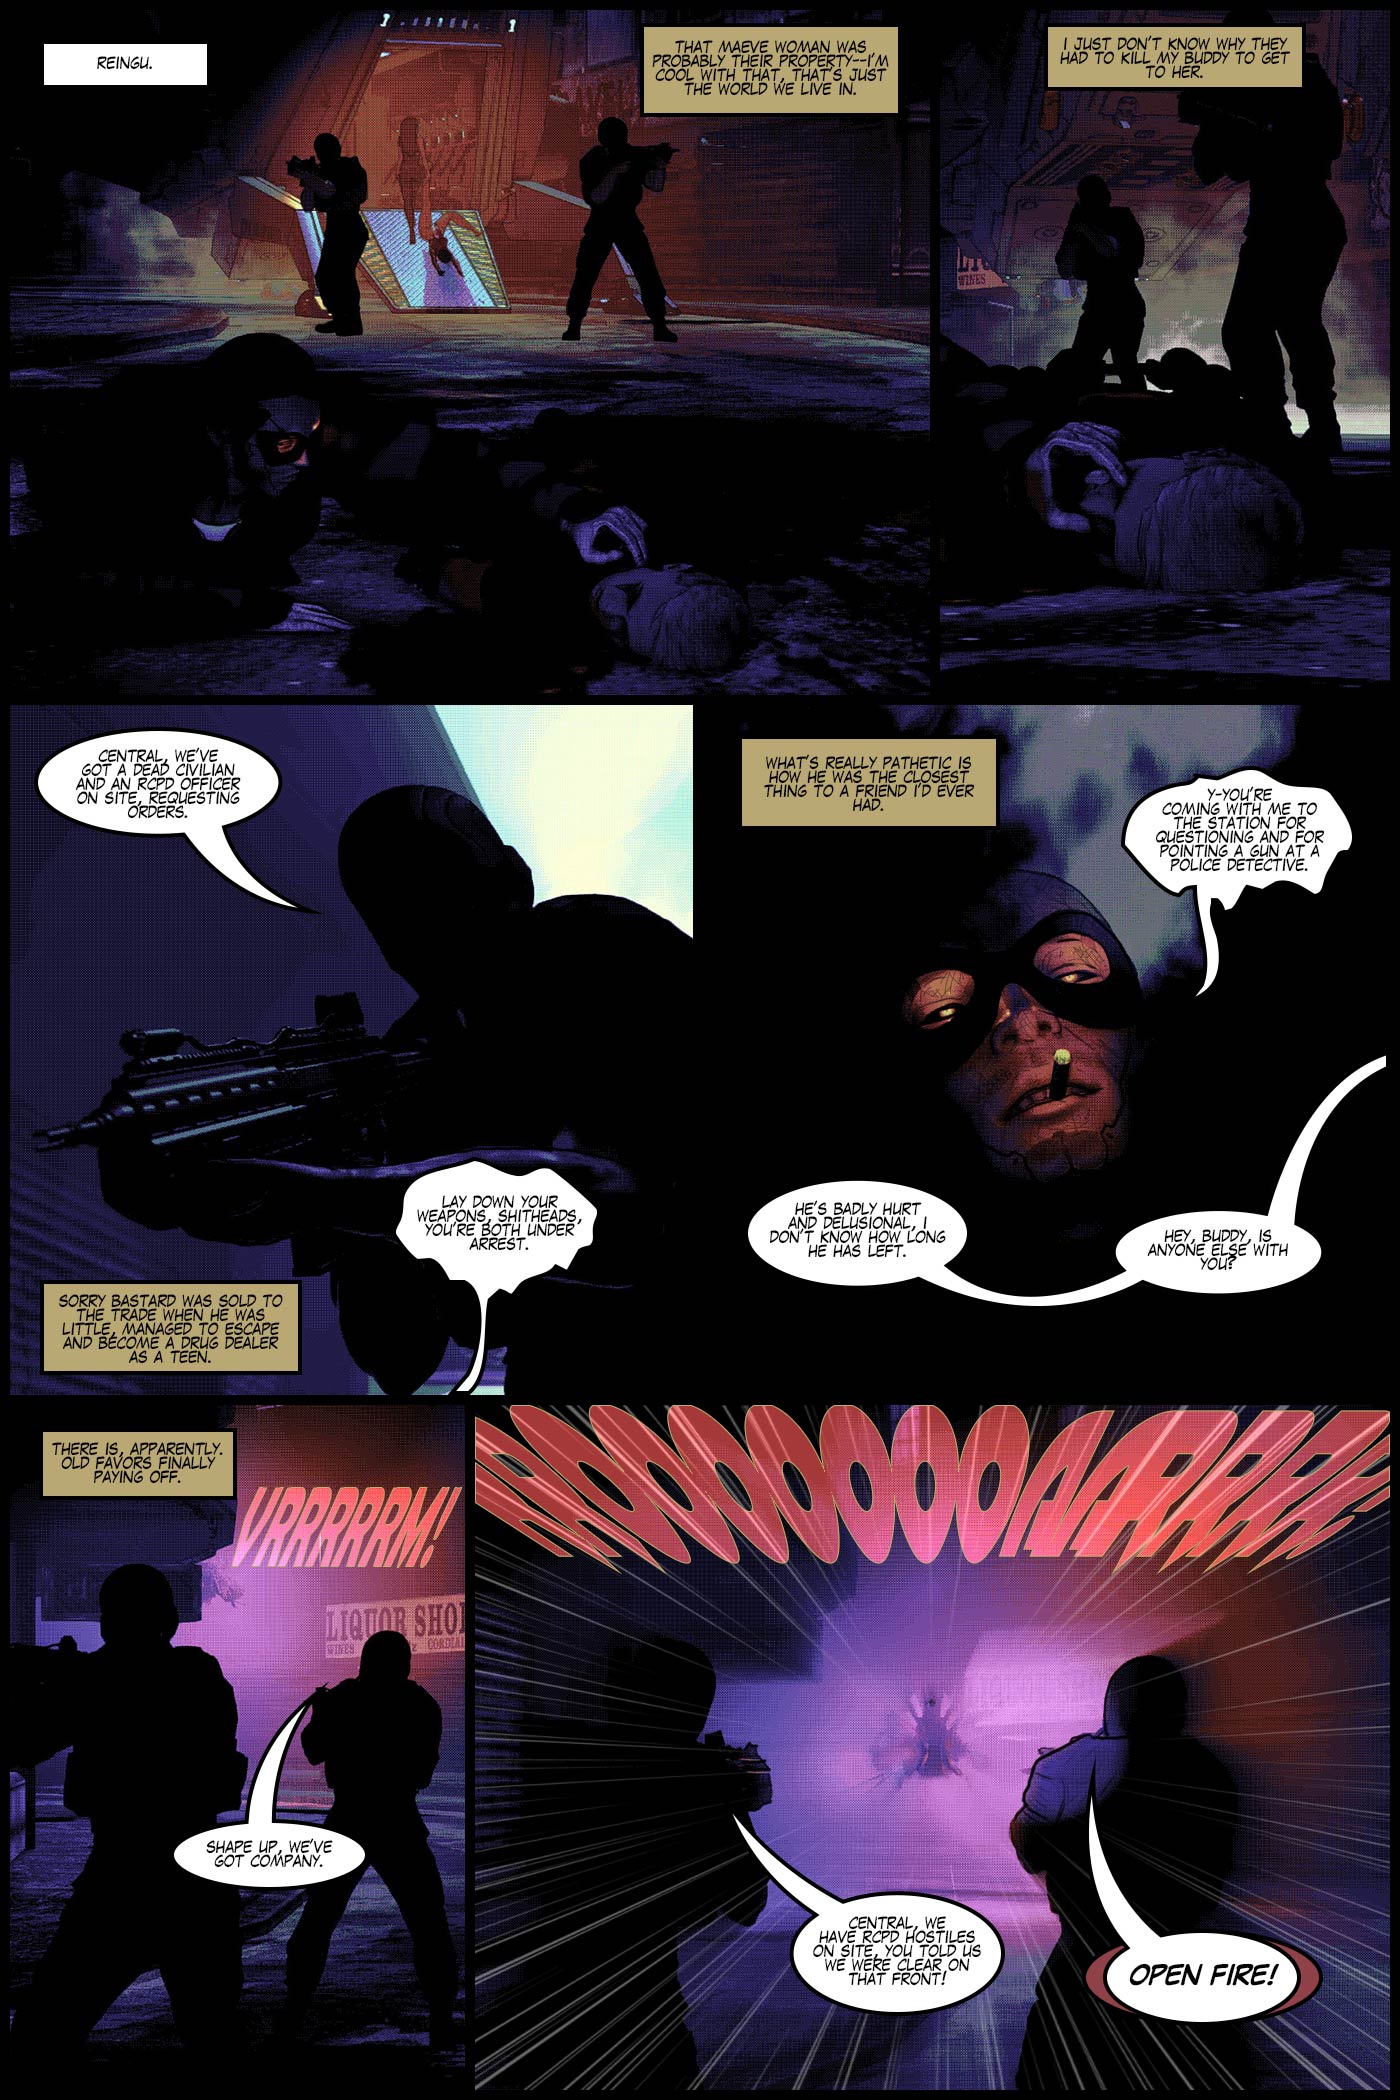 REINGU.
THAT MAEVE WOMAN WAS
PROBABLY THEIR PROPERTY--I'M
COOL WITH THAT, THAT'S JUST
THE WORLD WE LIVE IN.
I JUST DON'T KNOW WHY THEY
HAD TO KILL MY BUDDY TO GET
TO HER.
WINES
CENTRAL, WE'VE
GOT A DEAD CIVILIAN
AND AN RCPD OFFICER
ON SITE, REQUESTING
ORDERS.
LAY DOWN YOUR
WEAPONS, SHITHEADS,
YOU'RE BOTH UNDER
ARREST.
SORRY BASTARD WAS SOLD TO
THE TRADE WHEN HE WAS
LITTLE, MANAGED TO ESCAPE
AND BECOME A DRUG DEALER
AS A TEEN.
WHAT'S REALLY PATHETIC IS
HOW HE WAS THE CLOSEST
THING TO A FRIEND I'D EVER
HAD.
Y-YOU'RE
COMING WITH ME TO
THE STATION FOR
QUESTIONING AND FOR
POINTING A GUN AT A
POLICE DETECTIVE.
HEY, BUDDY, IS
ANYONE ELSE WITH
YOU?
HE'S BADLY HURT
AND DELUSIONAL, I
DON'T KNOW HOW LONG
HE HAS LEFT.
THERE IS, APPARENTLY.
OLD FAVORS FINALLY
PAYING OFF.
VRRRRRM!
LIQUOR SHOP
WINES
SHAPE UP, WE'VE
GOT COMPANY.
CENTRAL, WE
HAVE RCPD HOSTILES
ON SITE, YOU TOLD US
WE WERE CLEAR ON
THAT FRONT!
OPEN FIRE!